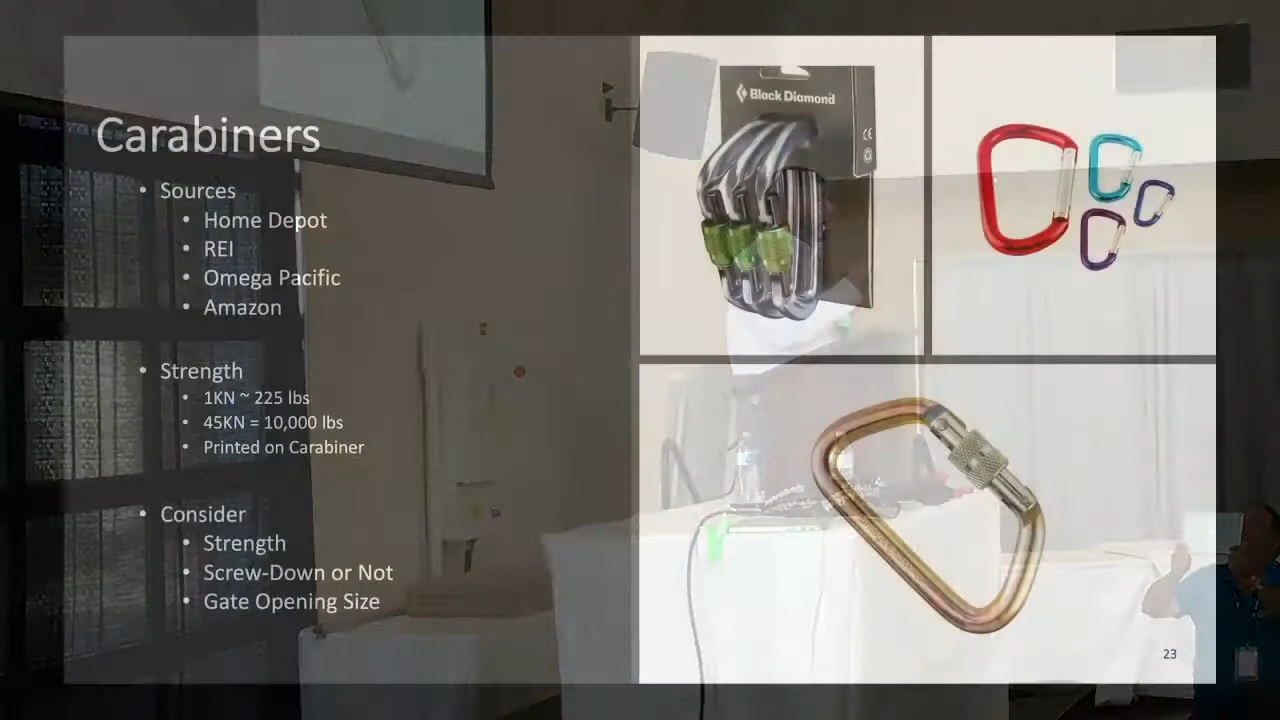 Carabiners
• Sources
• Home Depot
• REI
• Omega Pacific
• Amazon
• Strength
• 1KN ~ 225 lbs
• 45KN = 10,000 lbs
• Printed on Carabiner
• Consider
• Strength
• Screw-Down or Not
• Gate Opening Size
Black Diamond
CE
23